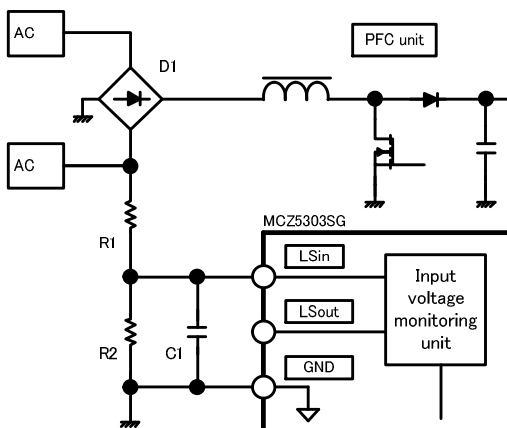 AC
PFC unit
D1
AC
MCZ5303SG
R1
LSin
Input
voltage
monitoring
unit
LSout
R2
C1
GND